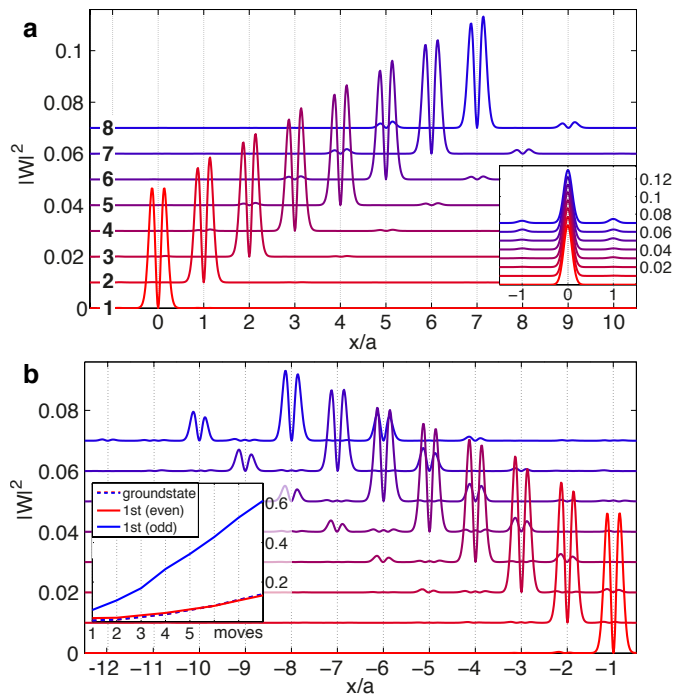 a
|W|²
0.1
0.08
0.06
0.04
0.02
0
8
7
6
5
4
3
2
1
0 1 2 3 4 5 6 7 8 9 10
x/a
0.12
0.1
0.08
0.06
0.04
0.02
−1 0 1
b
|W|²
0.08
0.06
0.04
0.02
0
groundstate
1st (even)
1st (odd)
0.6
0.4
0.2
1 2 3 4 5 moves
-12 −11 −10 −9 −8 −7 −6 −5 −4 −3 −2 −1
x/a